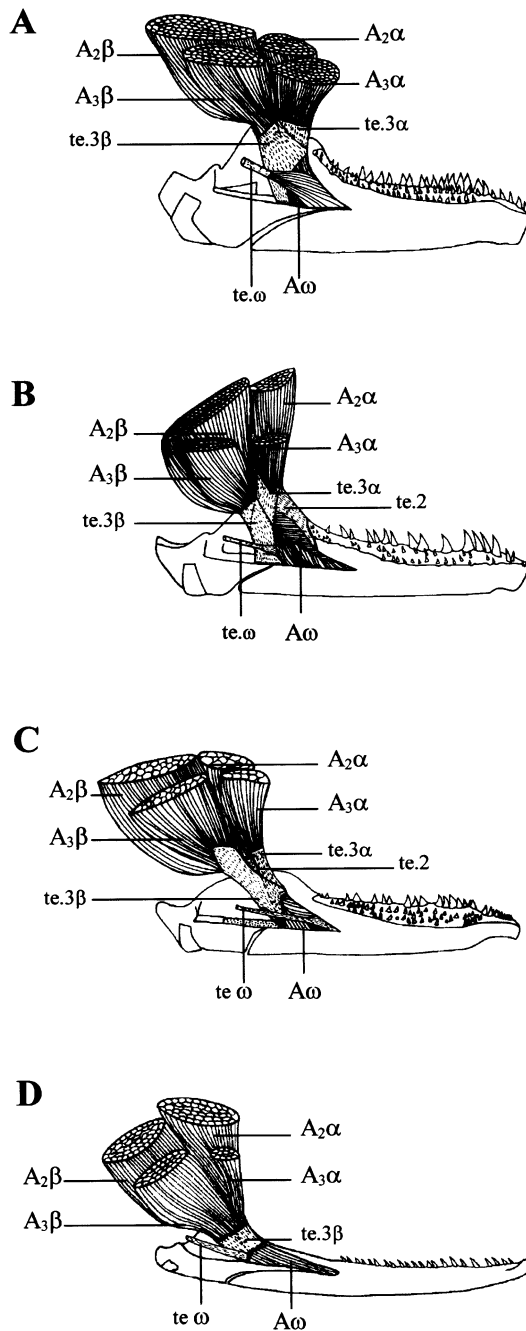 A
A₂β
A₂α
A₃β
A₃α
te.3β
te.3α
te.ω
Aω
B
A₂α
A₂β
A₃α
A₃β
te.3α
te.2
te.3β
te.ω
Aω
C
A₂α
A₂β
A₃α
A₃β
te.3α
te.2
te.3β
te ω
Aω
D
A₂α
A₂β
A₃α
A₃β
te.3β
te ω
Aω